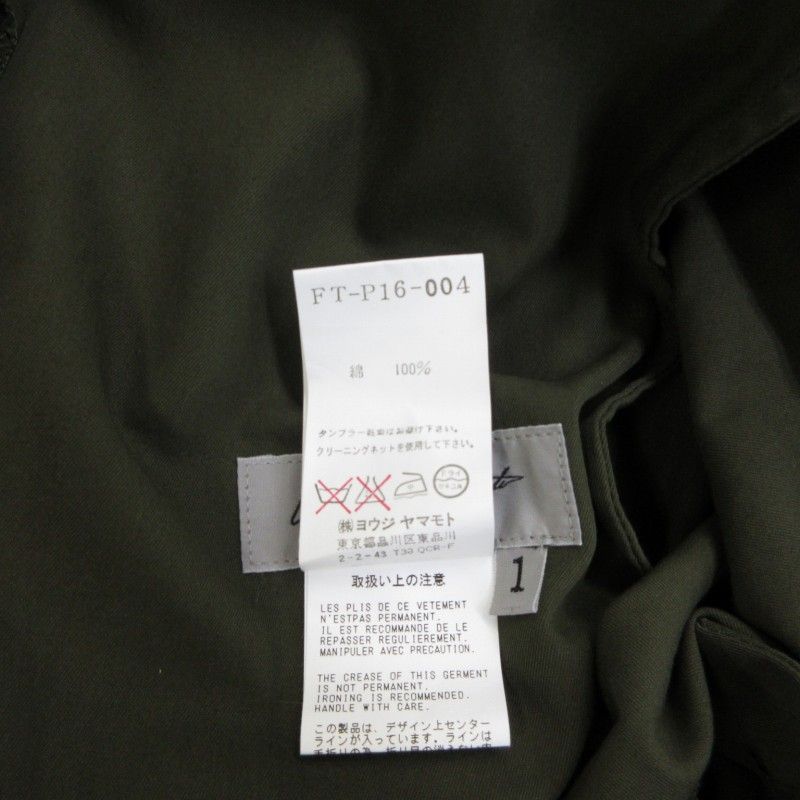 FT-P16-004
綿 100%
タンブラー乾燥はお避け下さい。
クリーニングネットを使用して下さい。
ドライ
㈱ヨウジ ヤマモト
東京都品川区東品川
2-2-43 T33 QCR-F
1
取扱い上の注意
LES PLIS DE CE VETEMENT
N'ESTPAS PERMANENT.
IL EST RECOMMANDE DE LE
REPASSER REGULIEREMENT.
MANIPULER AVEC PRECAUTION.
THE CREASE OF THIS GERMENT
IS NOT PERMANENT.
IRONING IS RECOMMENDED.
HANDLE WITH CARE.
この製品は、デザイン上センター
ラインが入っています。ラインは